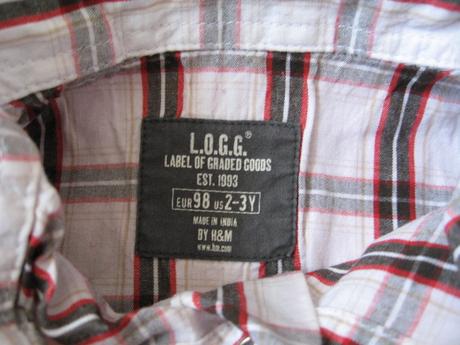 L.O.G.G.®
LABEL OF GRADED GOODS
EST. 1993
EUR 98 US 2-3Y
MADE IN INDIA
BY H&M
www.hm.com